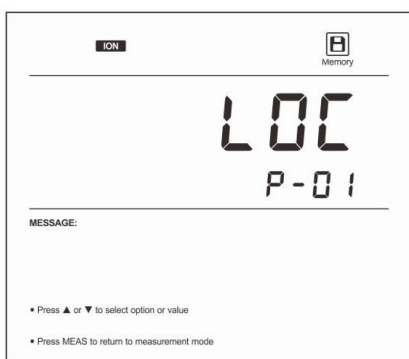 ION
Memory
LOC
P-01
MESSAGE:
• Press ▲ or ▼ to select option or value
• Press MEAS to return to measurement mode